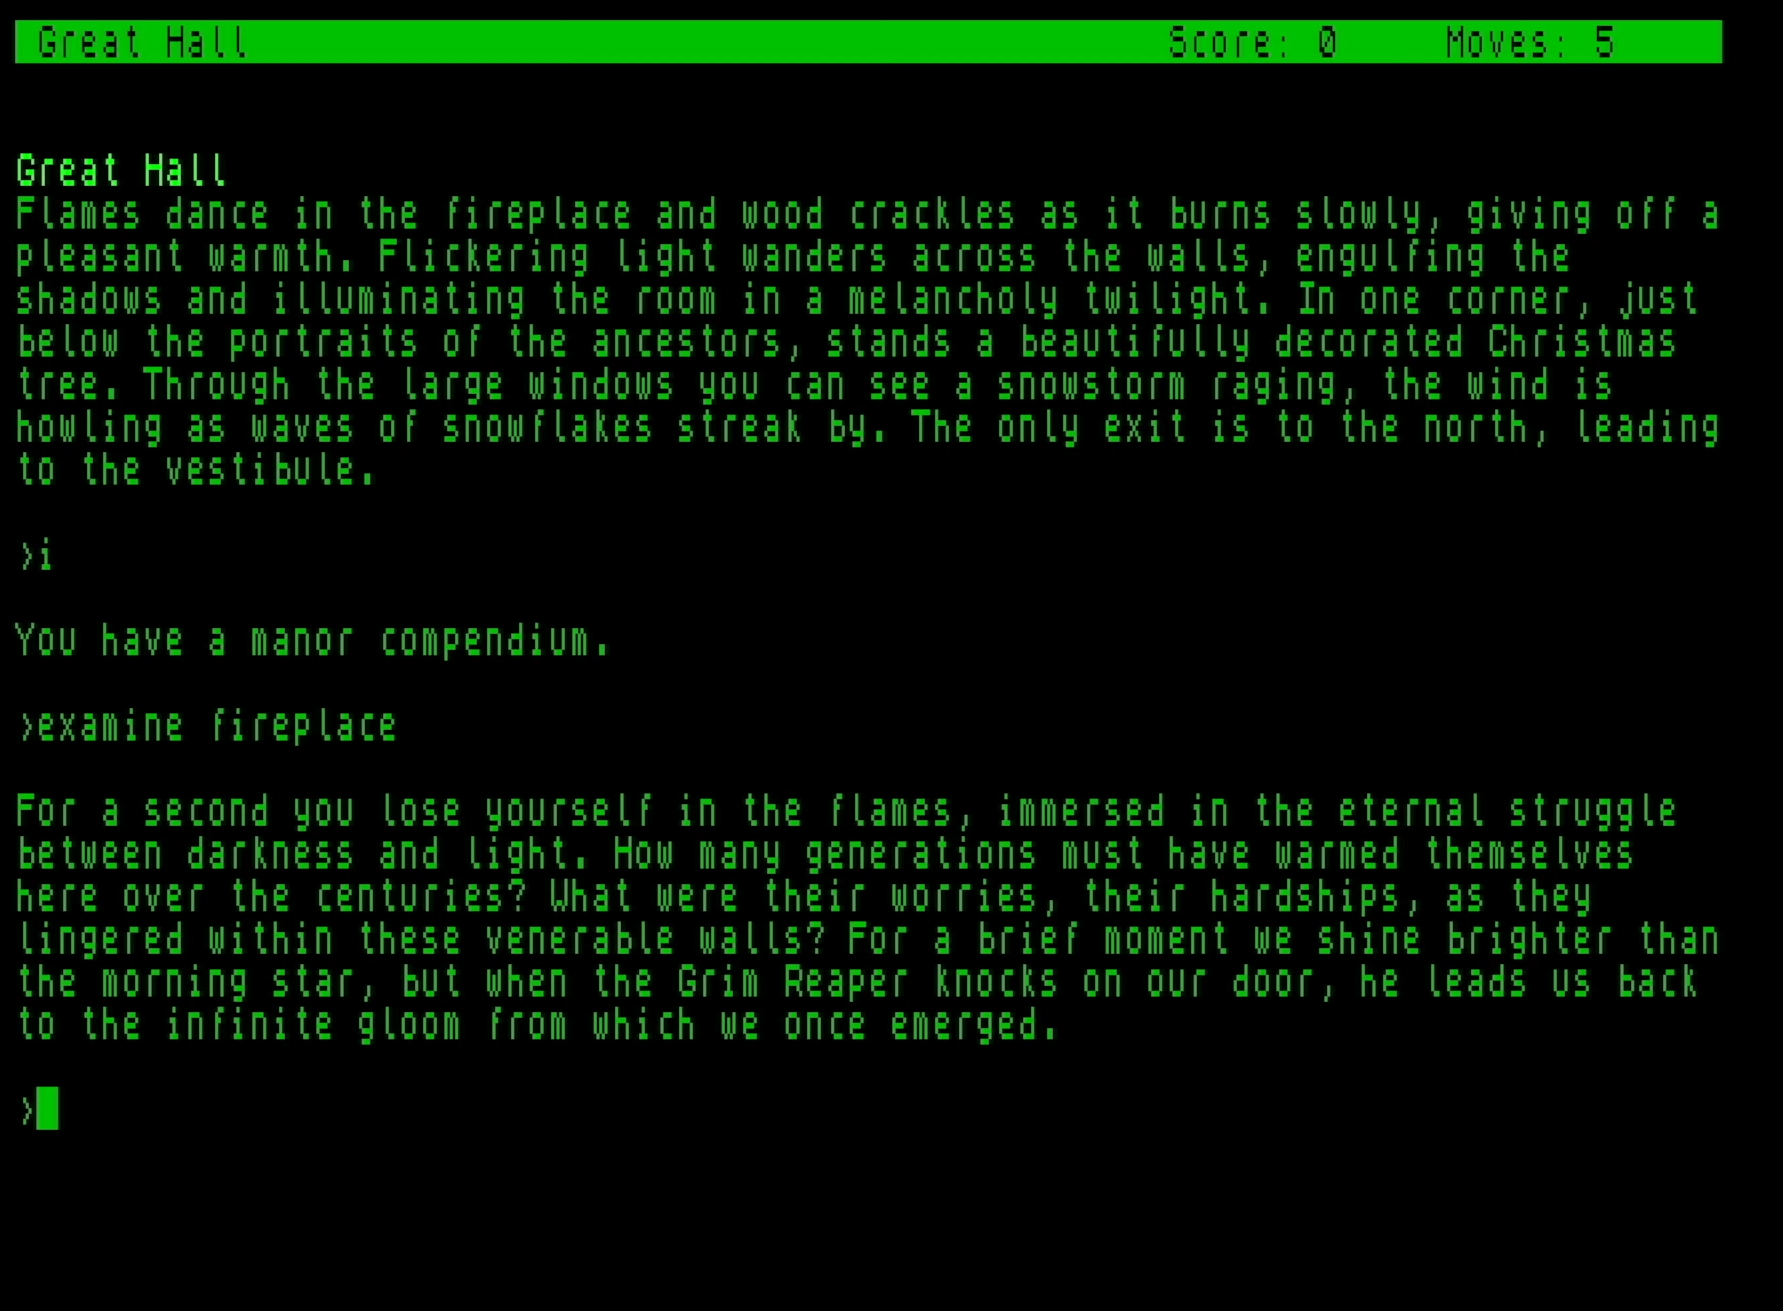 Great Hall Score: 0 Moves: 5
Great Hall
Flames dance in the fireplace and wood crackles as it burns slowly, giving off a
pleasant warmth. Flickering light wanders across the walls, engulfing the
shadows and illuminating the room in a melancholy twilight. In one corner, just
below the portraits of the ancestors, stands a beautifully decorated Christmas
tree. Through the large windows you can see a snowstorm raging, the wind is
howling as waves of snowflakes streak by. The only exit is to the north, leading
to the vestibule.
>i
You have a manor compendium.
>examine fireplace
For a second you lose yourself in the flames, immersed in the eternal struggle
between darkness and light. How many generations must have warmed themselves
here over the centuries? What were their worries, their hardships, as they
lingered within these venerable walls? For a brief moment we shine brighter than
the morning star, but when the Grim Reaper knocks on our door, he leads us back
to the infinite gloom from which we once emerged.
>